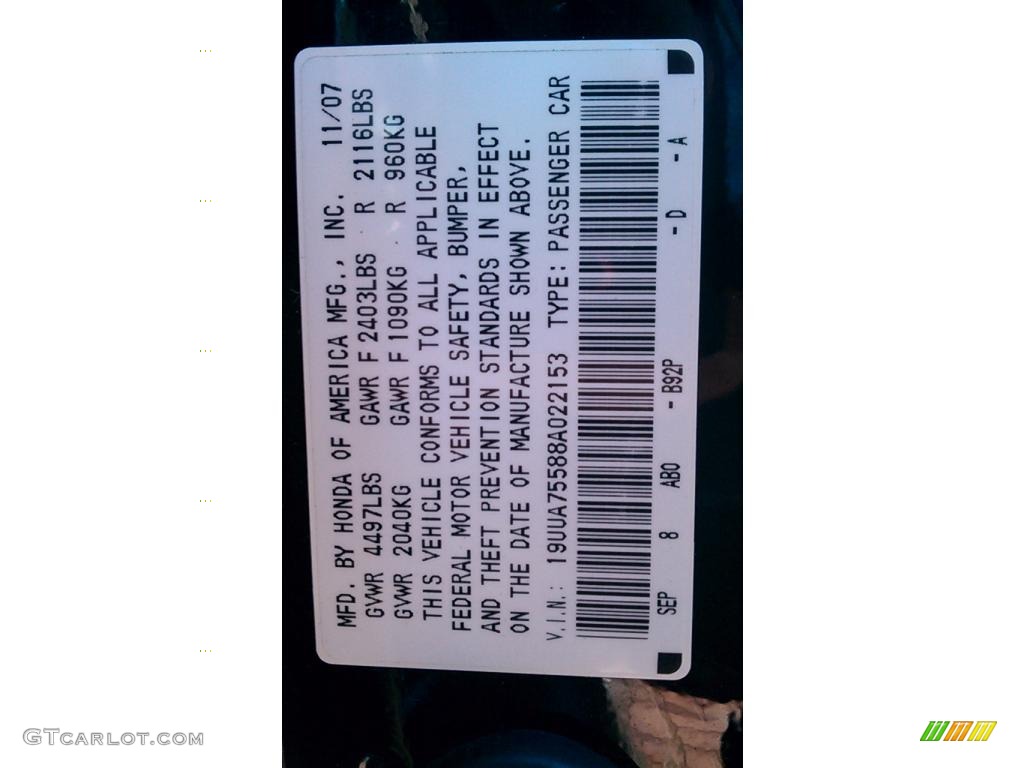 MFD. BY HONDA OF AMERICA MFG., INC. 11/07
GVWR 4497LBS GAWR F 2403LBS R 2116LBS
GVWR 2040KG GAWR F 1090KG R 960KG
THIS VEHICLE CONFORMS TO ALL APPLICABLE
FEDERAL MOTOR VEHICLE SAFETY, BUMPER,
AND THEFT PREVENTION STANDARDS IN EFFECT
ON THE DATE OF MANUFACTURE SHOWN ABOVE.
V.I.N.: 19UUA75588A022153 TYPE: PASSENGER CAR
SEP 8 ABO - B92P - D - A
GTCARLOT.COM